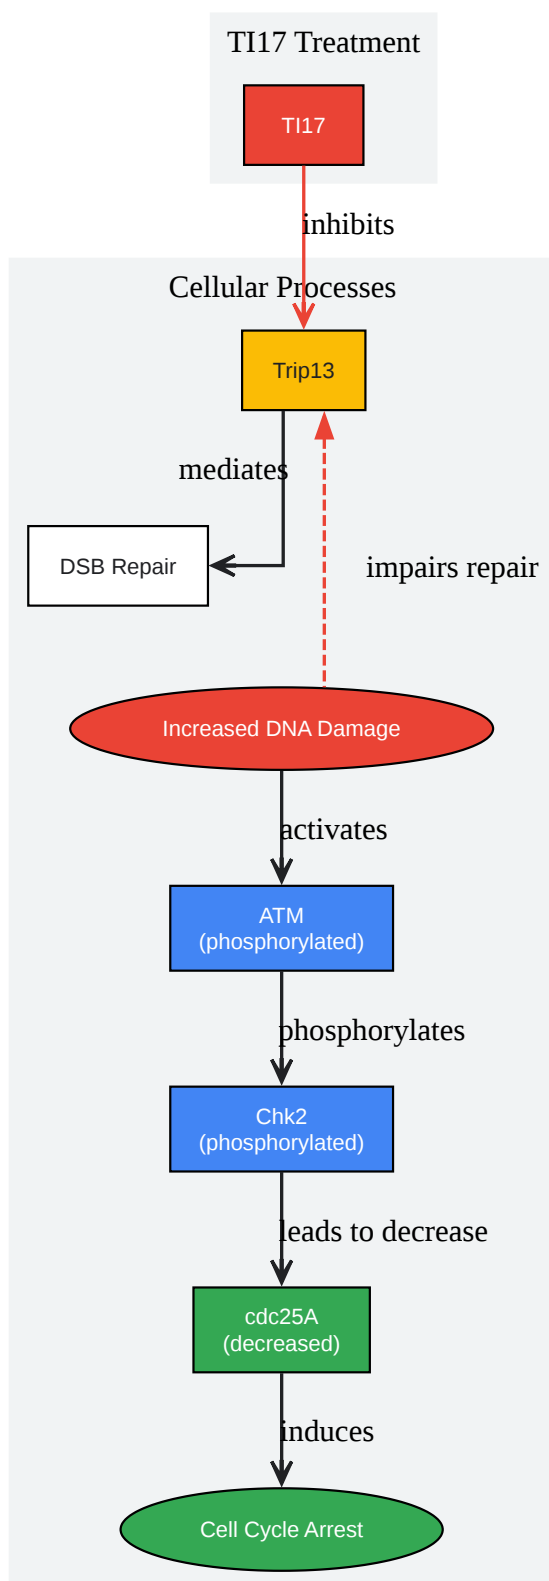 TI17 Treatment
TI17
inhibits
Cellular Processes
Trip13
mediates
DSB Repair
impairs repair
Increased DNA Damage
activates
ATM
(phosphorylated)
phosphorylates
Chk2
(phosphorylated)
leads to decrease
cdc25A
(decreased)
induces
Cell Cycle Arrest